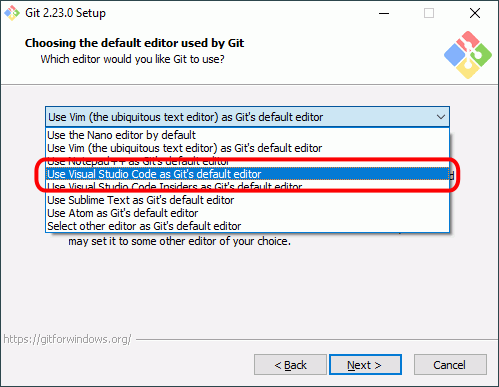 Git 2.23.0 Setup
Choosing the default editor used by Git
Which editor would you like Git to use?
Use Vim (the ubiquitous text editor) as Git's default editor
Use the Nano editor by default
Use Vim (the ubiquitous text editor) as Git's default editor
Use Notepad++ as Git's default editor
Use Visual Studio Code as Git's default editor
Use Visual Studio Code Insiders as Git's default editor
Use Sublime Text as Git's default editor
Use Atom as Git's default editor
Select other editor as Git's default editor
may set it to some other editor of your choice.
https://gitforwindows.org/
< Back
Next >
Cancel